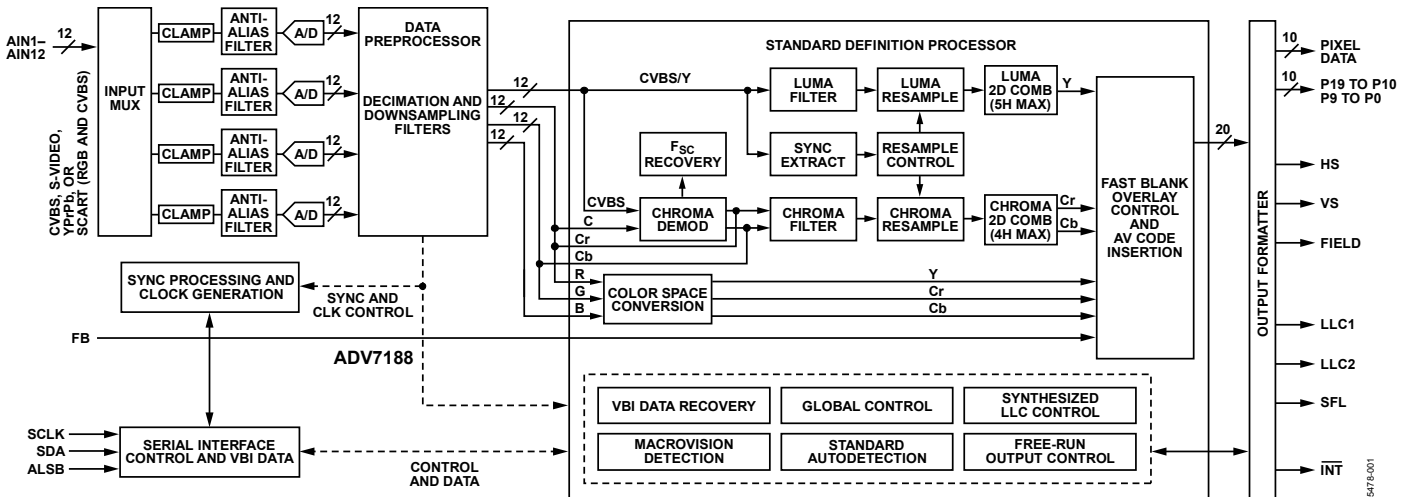 AIN1–
AIN12
12
CVBS, S-VIDEO,
YPrPb, OR
SCART (RGB AND CVBS)
INPUT
MUX
CLAMP
ANTI-
ALIAS
FILTER
A/D
12
CLAMP
ANTI-
ALIAS
FILTER
A/D
12
CLAMP
ANTI-
ALIAS
FILTER
A/D
12
CLAMP
ANTI-
ALIAS
FILTER
A/D
12
DATA
PREPROCESSOR
DECIMATION AND
DOWNSAMPLING
FILTERS
12
12
12
12
STANDARD DEFINITION PROCESSOR
CVBS/Y
LUMA
FILTER
LUMA
RESAMPLE
LUMA
2D COMB
(5H MAX)
Y
FSC
RECOVERY
SYNC
EXTRACT
RESAMPLE
CONTROL
CVBS
C
Cr
Cb
CHROMA
DEMOD
CHROMA
FILTER
CHROMA
RESAMPLE
CHROMA
2D COMB
(4H MAX)
Cr
Cb
R
G
B
COLOR SPACE
CONVERSION
Y
Cr
Cb
FAST BLANK
OVERLAY
CONTROL
AND
AV CODE
INSERTION
20
OUTPUT FORMATTER
10
PIXEL
DATA
10
P19 TO P10
P9 TO P0
HS
VS
FIELD
LLC1
LLC2
SFL
INT
SYNC PROCESSING AND
CLOCK GENERATION
SYNC AND
CLK CONTROL
FB
ADV7188
SCLK
SDA
ALSB
SERIAL INTERFACE
CONTROL AND VBI DATA
CONTROL
AND DATA
VBI DATA RECOVERY
GLOBAL CONTROL
SYNTHESIZED
LLC CONTROL
MACROVISION
DETECTION
STANDARD
AUTODETECTION
FREE-RUN
OUTPUT CONTROL
5478-001